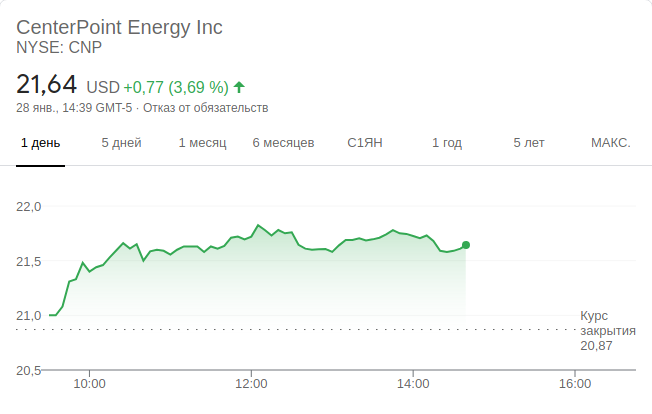 CenterPoint Energy Inc
NYSE: CNP
21,64 USD +0,77 (3,69 %)
28 янв., 14:39 GMT-5 · Отказ от обязательств
1 день 5 дней 1 месяц 6 месяцев С1ЯН 1 год 5 лет МАКС.
22,0
21,5
21,0
Курс
закрытия
20,87
20,5
10:00 12:00 14:00 16:00